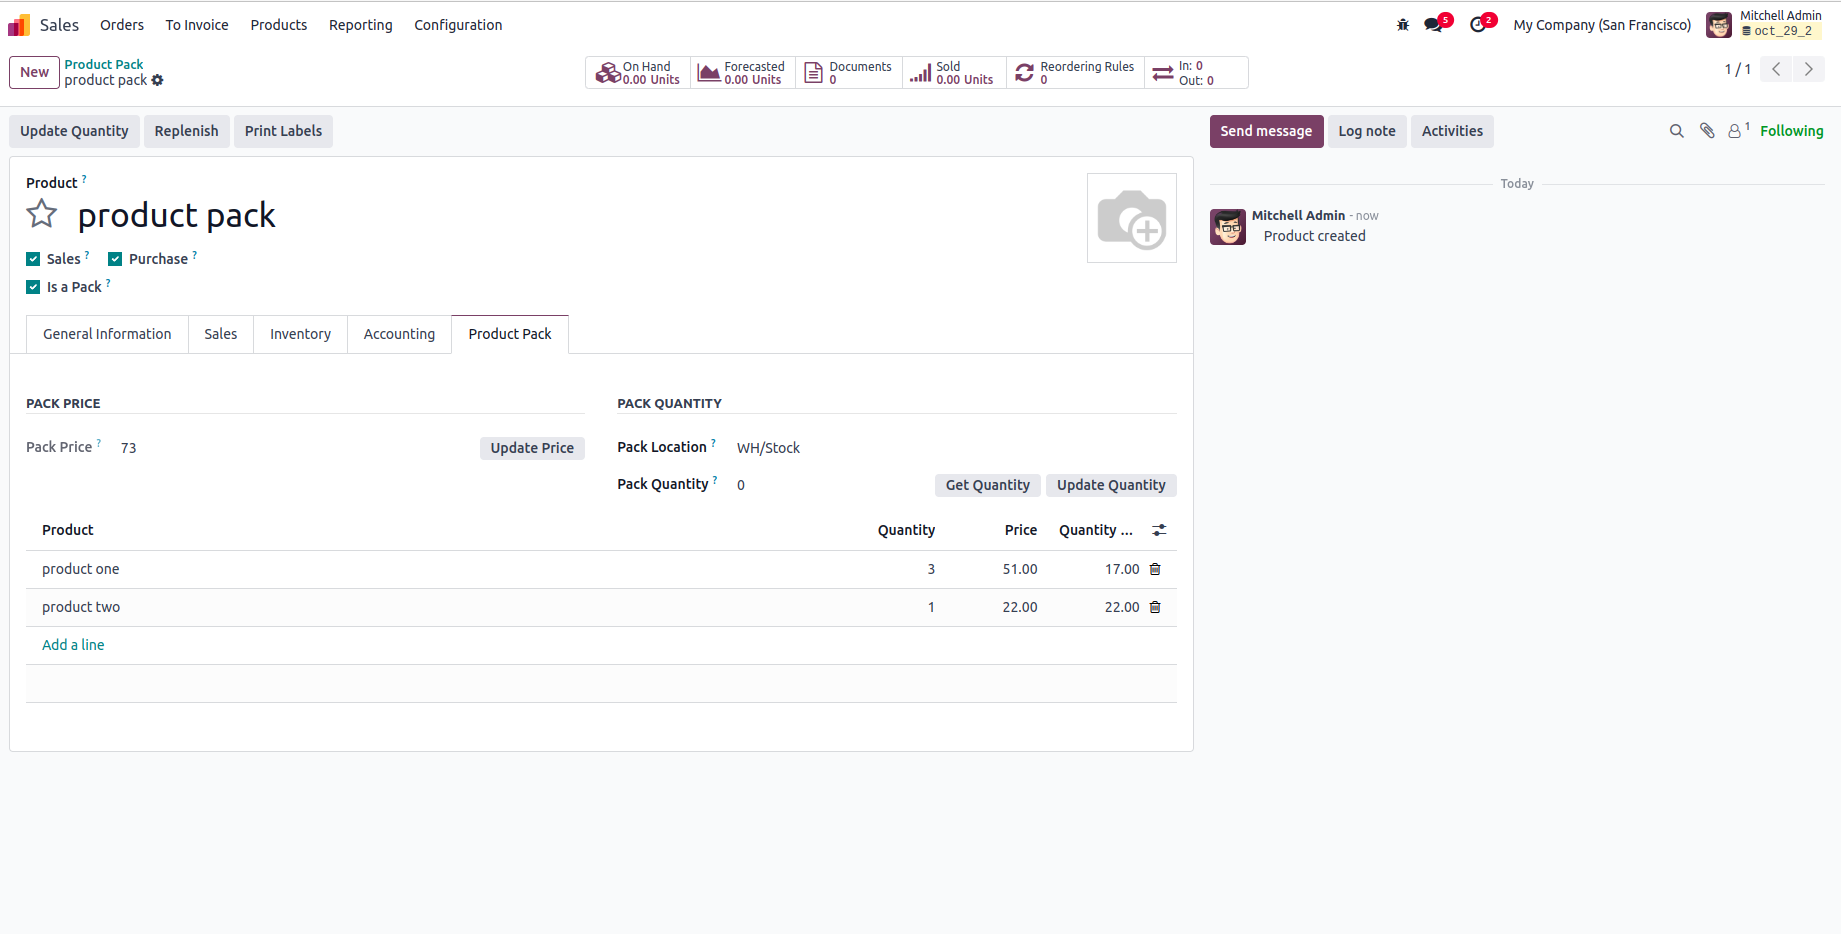 Sales Orders To Invoice Products Reporting Configuration 5 2 My Company (San Francisco) Mitchell Admin
oct_29_2
New Product Pack
product pack
On Hand
0.00 Units
Forecasted
0.00 Units
Documents
0
Sold
0.00 Units
Reordering Rules
0
In: 0
Out: 0
1 / 1
Update Quantity Replenish Print Labels
Send message Log note Activities 1 Following
Product ?
product pack
Sales ? Purchase ?
Is a Pack ?
Today
Mitchell Admin - now
Product created
General Information Sales Inventory Accounting Product Pack
PACK PRICE
Pack Price ? 73 Update Price
PACK QUANTITY
Pack Location ? WH/Stock
Pack Quantity ? 0 Get Quantity Update Quantity
Product Quantity Price Quantity ...
product one 3 51.00 17.00
product two 1 22.00 22.00
Add a line